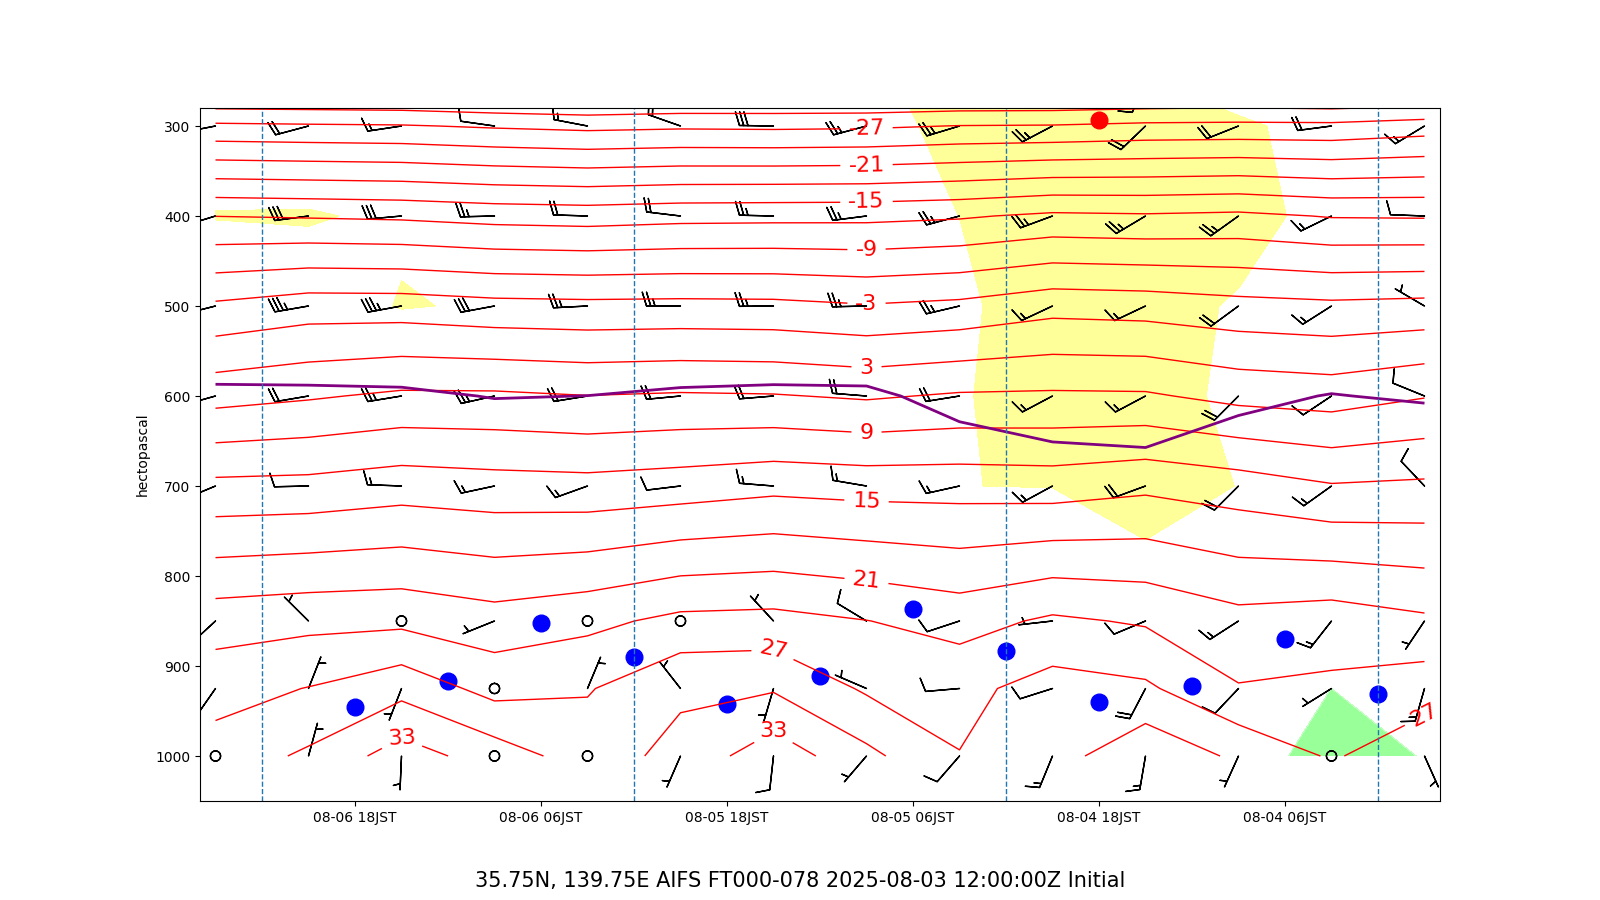 300
400
500
600
700
800
900
1000
hectopascal
-27
-21
-15
-9
-3
3
9
15
21
27
33
33
27
08-06 18JST
08-06 06JST
08-05 18JST
08-05 06JST
08-04 18JST
08-04 06JST
35.75N, 139.75E AIFS FT000-078 2025-08-03 12:00:00Z Initial